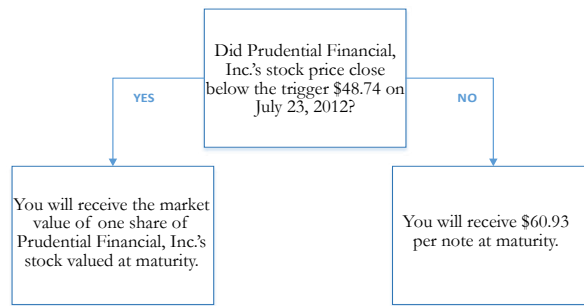 Did Prudential Financial,
Inc.'s stock price close
below the trigger $48.74 on
July 23, 2012?
YES
NO
You will receive the market
value of one share of
Prudential Financial, Inc.'s
stock valued at maturity.
You will receive $60.93
per note at maturity.